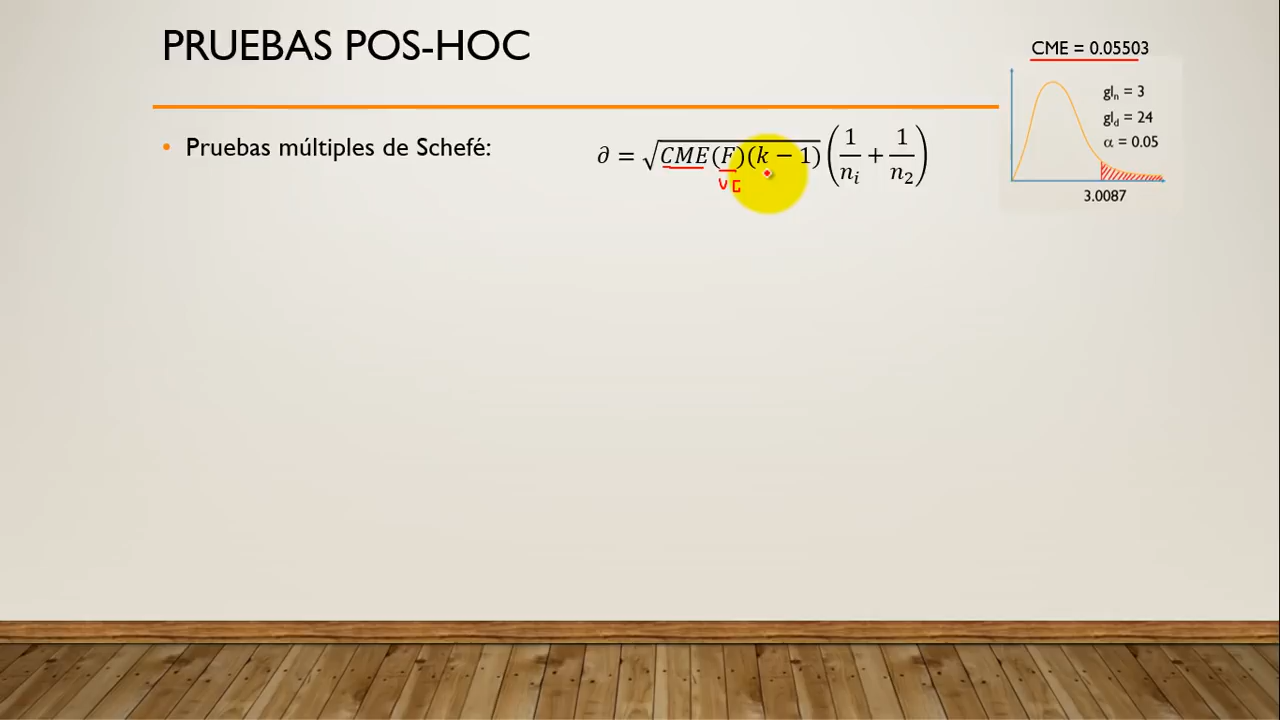 PRUEBAS POS-HOC
CME = 0.05503
gl_n = 3
gl_d = 24
α = 0.05
3.0087
• Pruebas múltiples de Schefé:
∂ = √CME(F)(k − 1) (1/n_i + 1/n_2)
VC